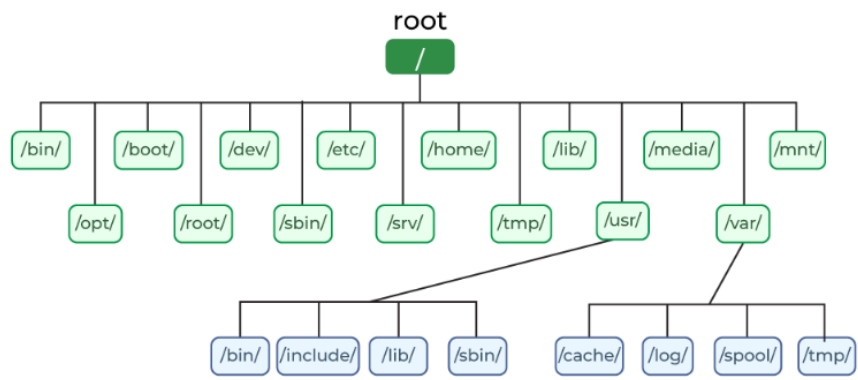 root
/
/bin/ /boot/ /dev/ /etc/ /home/ /lib/ /media/ /mnt/
/opt/ /root/ /sbin/ /srv/ /tmp/ /usr/ /var/
/bin/ /include/ /lib/ /sbin/ /cache/ /log/ /spool/ /tmp/